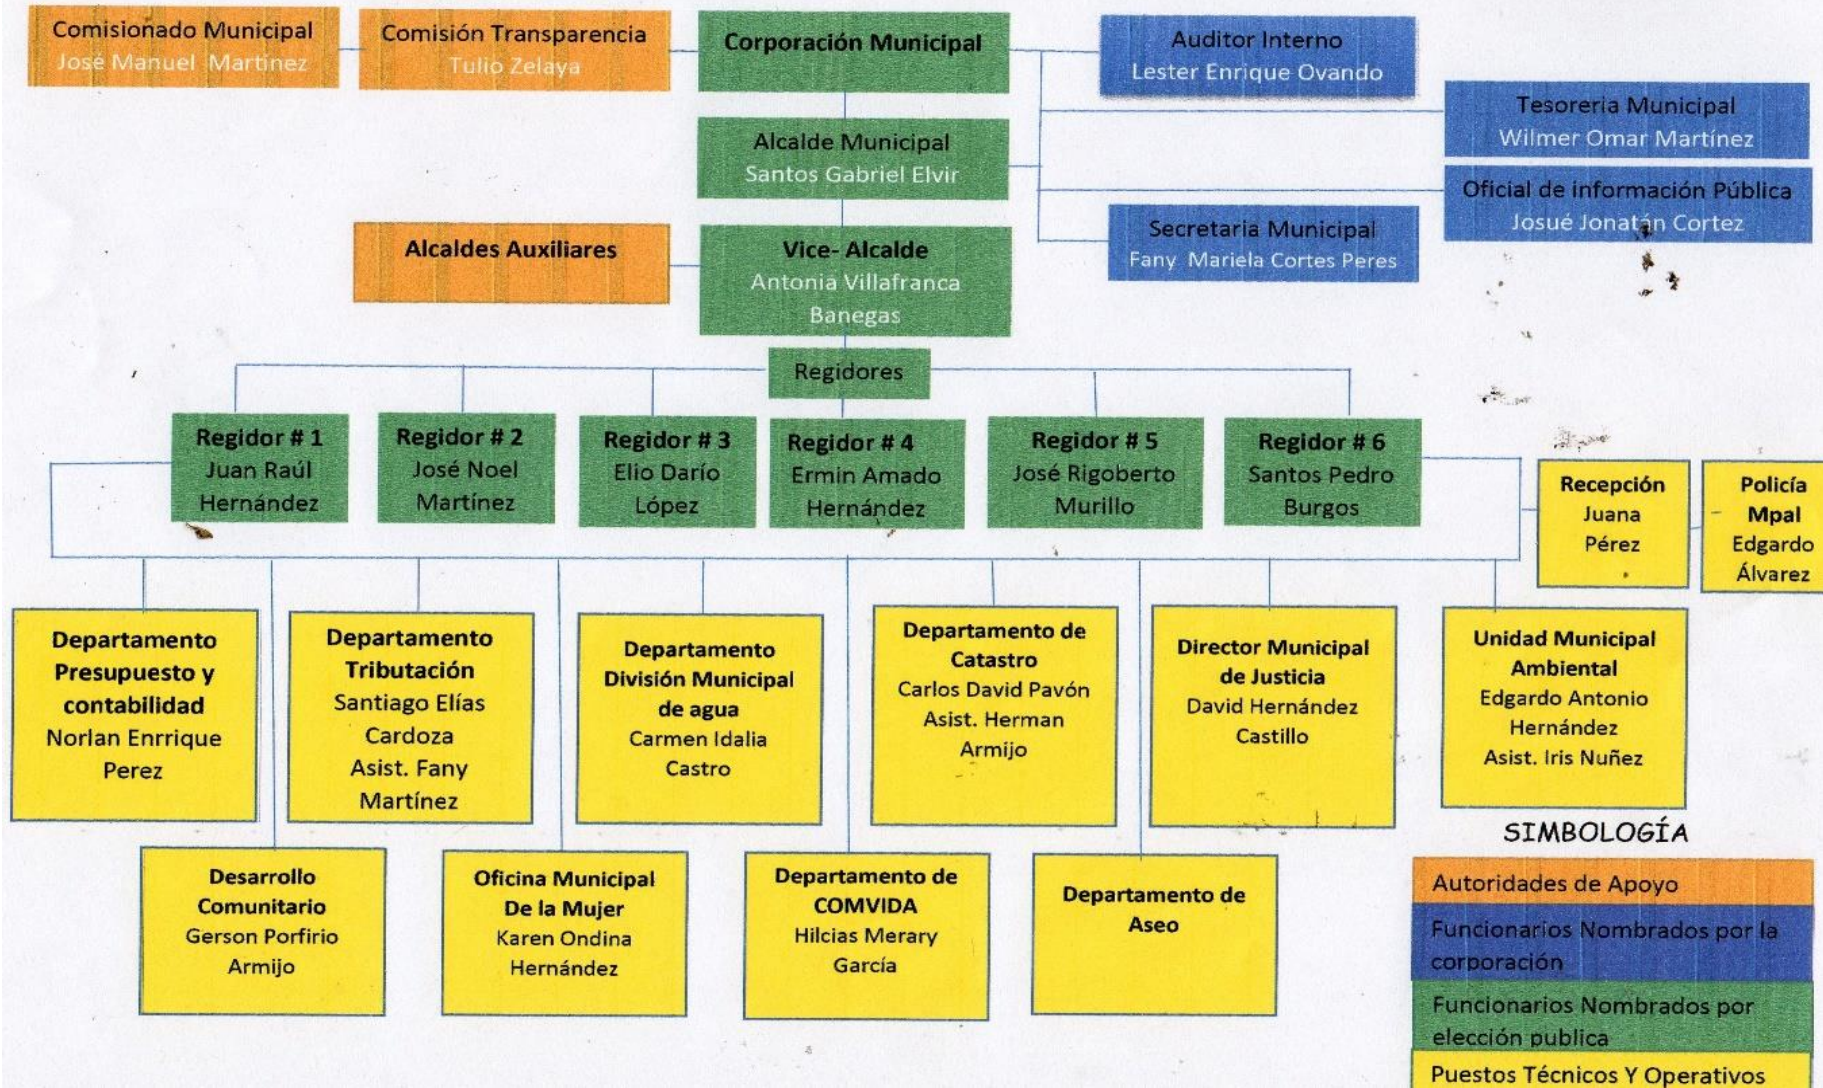 Comisionado Municipal
José Manuel Martínez
Comisión Transparencia
Tulio Zelaya
Corporación Municipal
Auditor Interno
Lester Enrique Ovando
Tesoreria Municipal
Wilmer Omar Martínez
Alcalde Municipal
Santos Gabriel Elvir
Oficial de información Pública
Josué Jonatán Cortez
Secretaria Municipal
Fany Mariela Cortes Peres
Alcaldes Auxiliares
Vice- Alcalde
Antonia Villafranca
Banegas
Regidores
Regidor # 1
Juan Raúl
Hernández
Regidor # 2
José Noel
Martínez
Regidor # 3
Elio Darío
López
Regidor # 4
Ermin Amado
Hernández
Regidor # 5
José Rigoberto
Murillo
Regidor # 6
Santos Pedro
Burgos
Recepción
Juana
Pérez
Policía
Mpal
Edgardo
Álvarez
Departamento
Presupuesto y
contabilidad
Norlan Enrrique
Perez
Departamento
Tributación
Santiago Elías
Cardoza
Asist. Fany
Martínez
Departamento
División Municipal
de agua
Carmen Idalia
Castro
Departamento de
Catastro
Carlos David Pavón
Asist. Herman
Armijo
Director Municipal
de Justicia
David Hernández
Castillo
Unidad Municipal
Ambiental
Edgardo Antonio
Hernández
Asist. Iris Nuñez
Desarrollo
Comunitario
Gerson Porfirio
Armijo
Oficina Municipal
De la Mujer
Karen Ondina
Hernández
Departamento de
COMVIDA
Hilcias Merary
García
Departamento de
Aseo
SIMBOLOGÍA
Autoridades de Apoyo
Funcionarios Nombrados por la
corporación
Funcionarios Nombrados por
elección publica
Puestos Técnicos Y Operativos